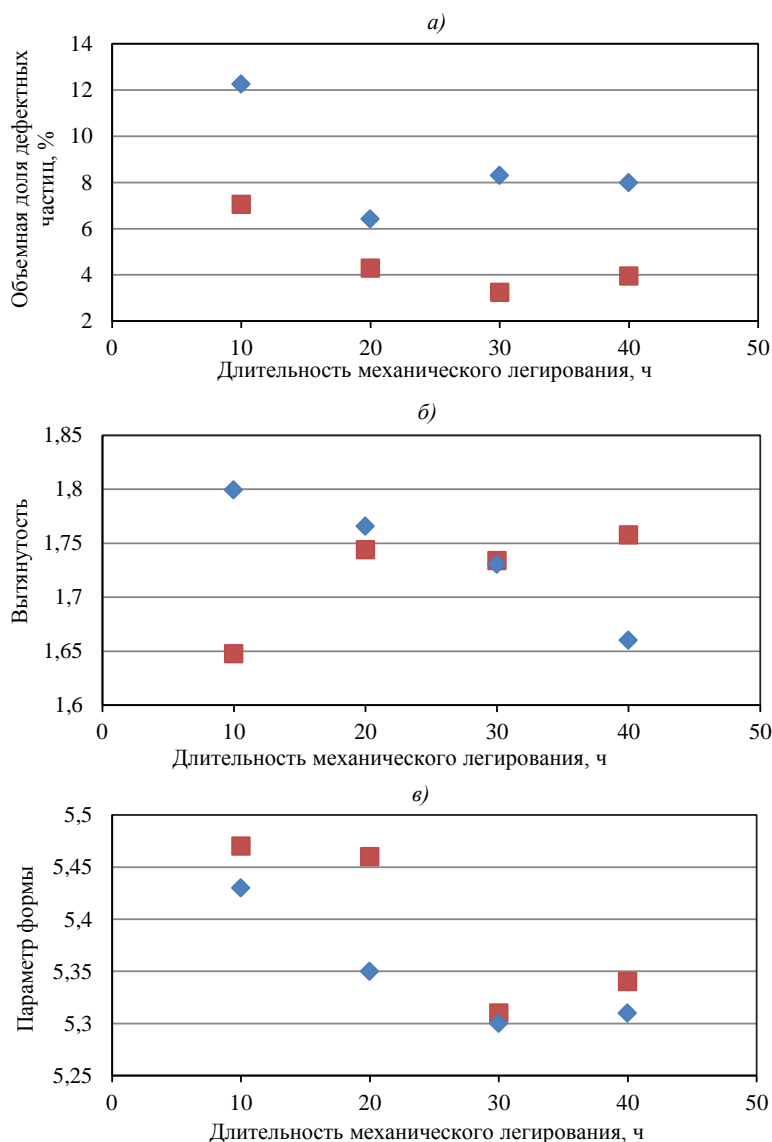 а)
Объемная доля дефектных
частиц, %
14
12
10
8
6
4
2
0 10 20 30 40 50
Длительность механического легирования, ч
б)
Вытянутость
1,85
1,8
1,75
1,7
1,65
1,6
0 10 20 30 40 50
Длительность механического легирования, ч
в)
Параметр формы
5,5
5,45
5,4
5,35
5,3
5,25
0 10 20 30 40 50
Длительность механического легирования, ч